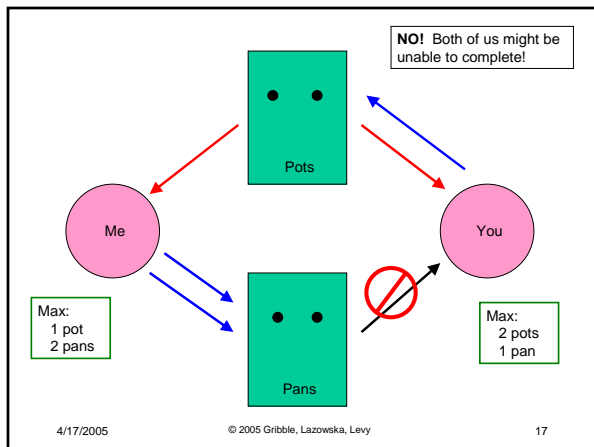 NO! Both of us might be
unable to complete!
Pots
Me
You
Max:
1 pot
2 pans
Pans
Max:
2 pots
1 pan
4/17/2005
© 2005 Gribble, Lazowska, Levy
17